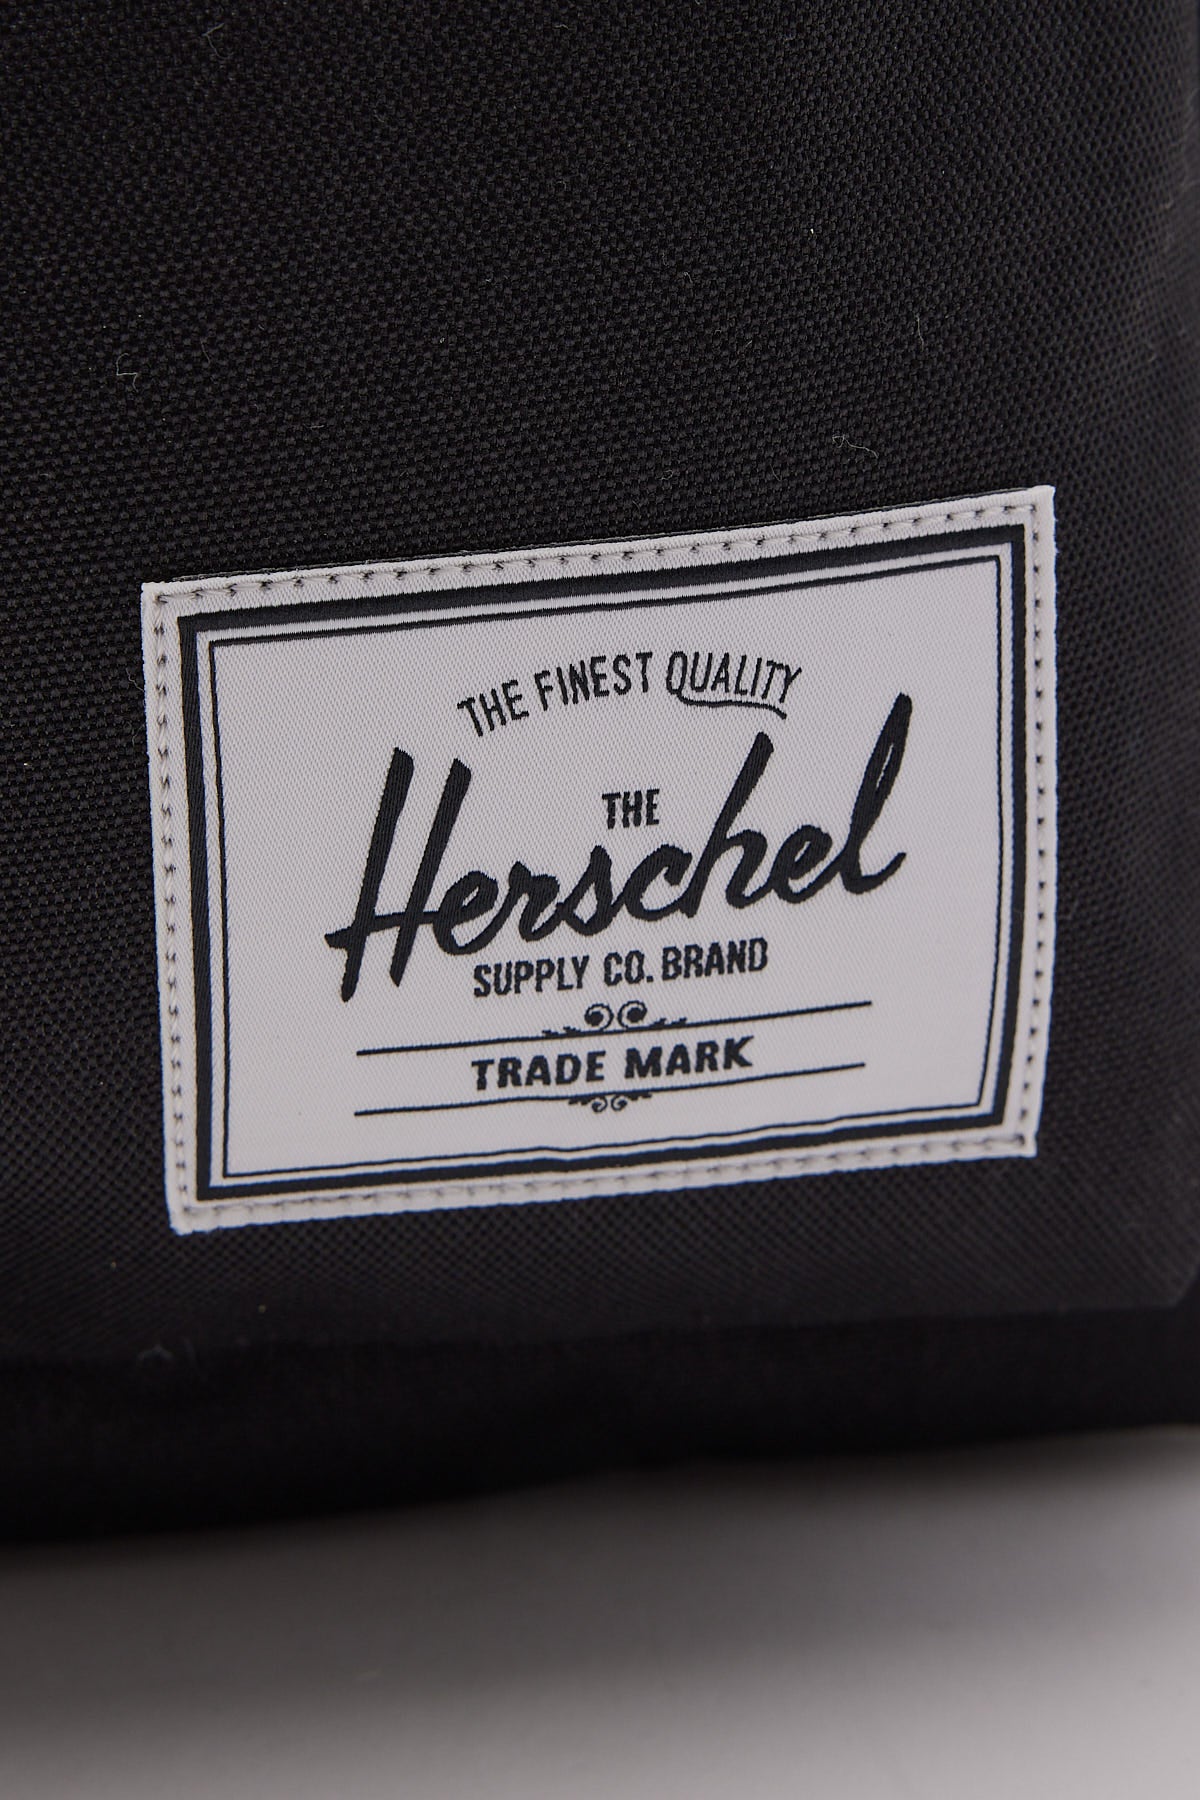 THE FINEST QUALITY
THE
Herschel
SUPPLY CO. BRAND
TRADE MARK